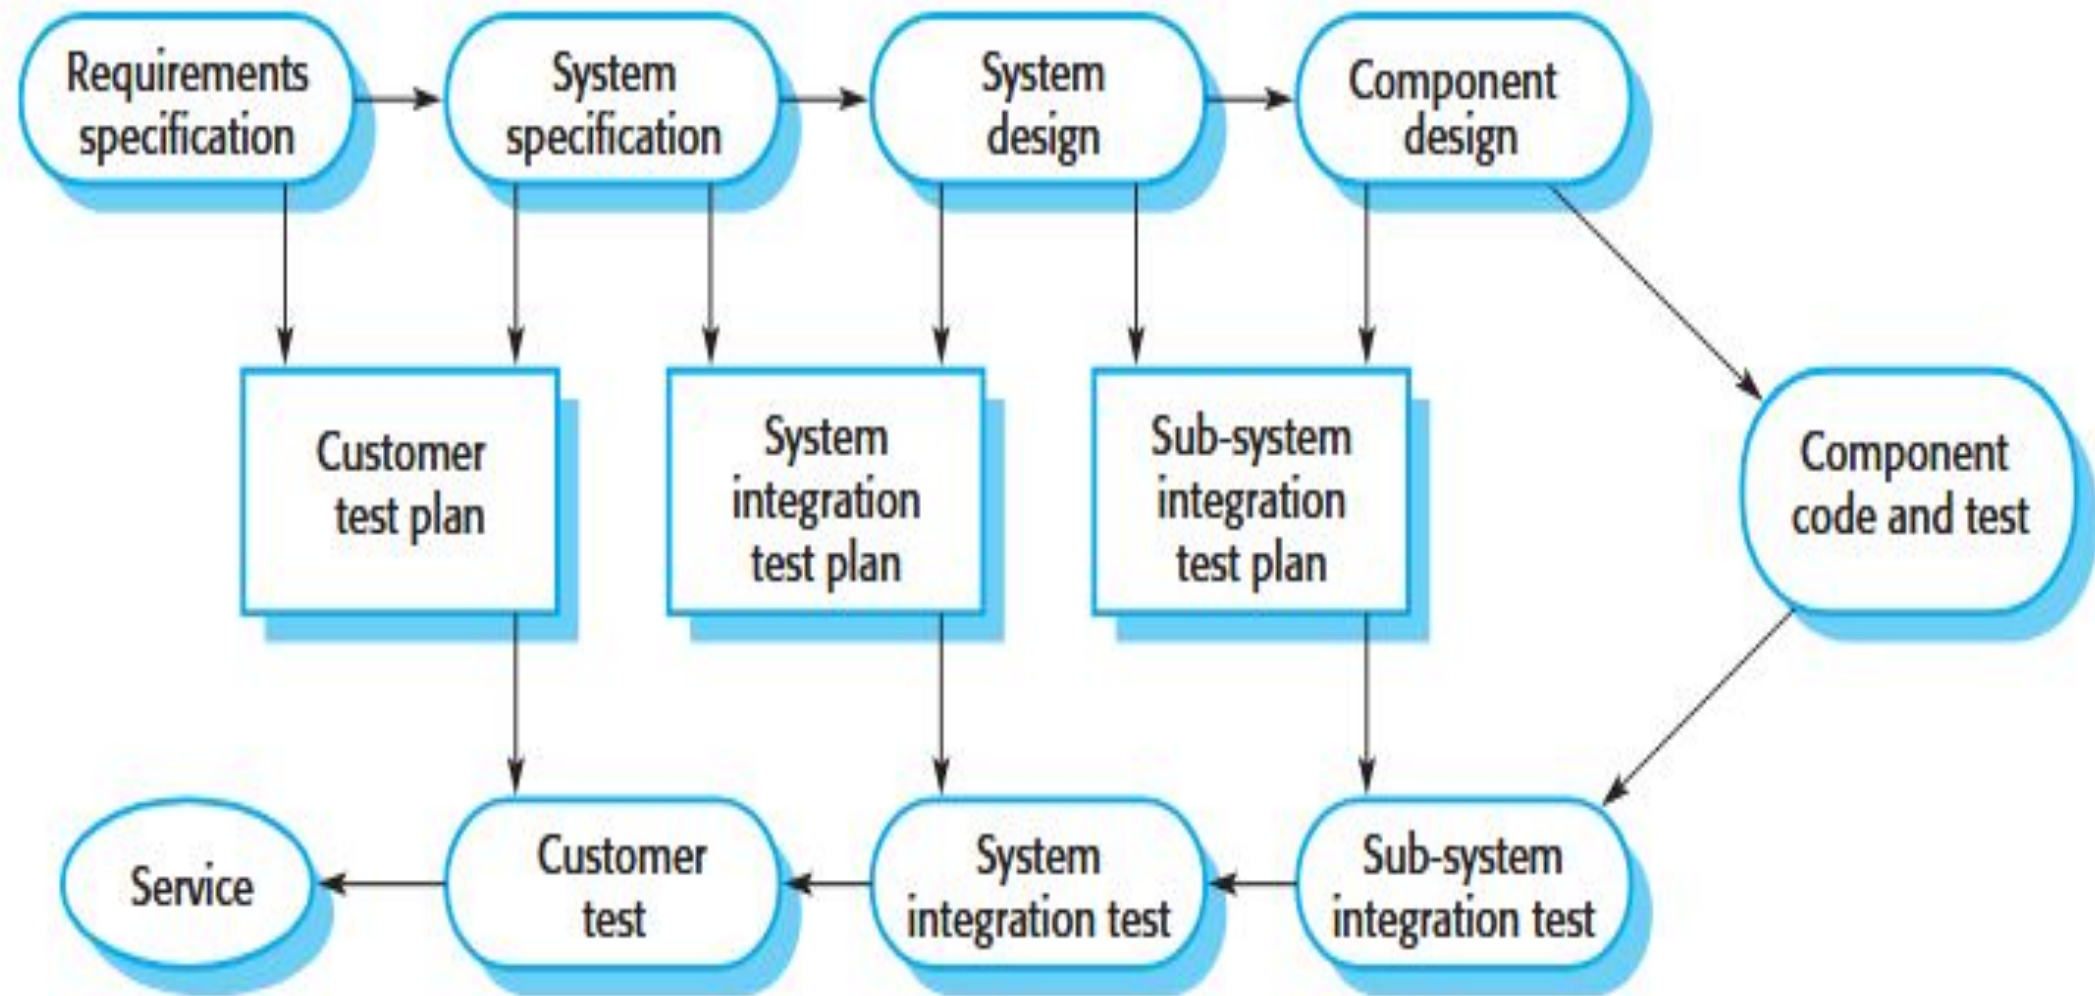 Requirements
specification
System
specification
System
design
Component
design
Customer
test plan
System
integration
test plan
Sub-system
integration
test plan
Component
code and test
Service
Customer
test
System
integration test
Sub-system
integration test